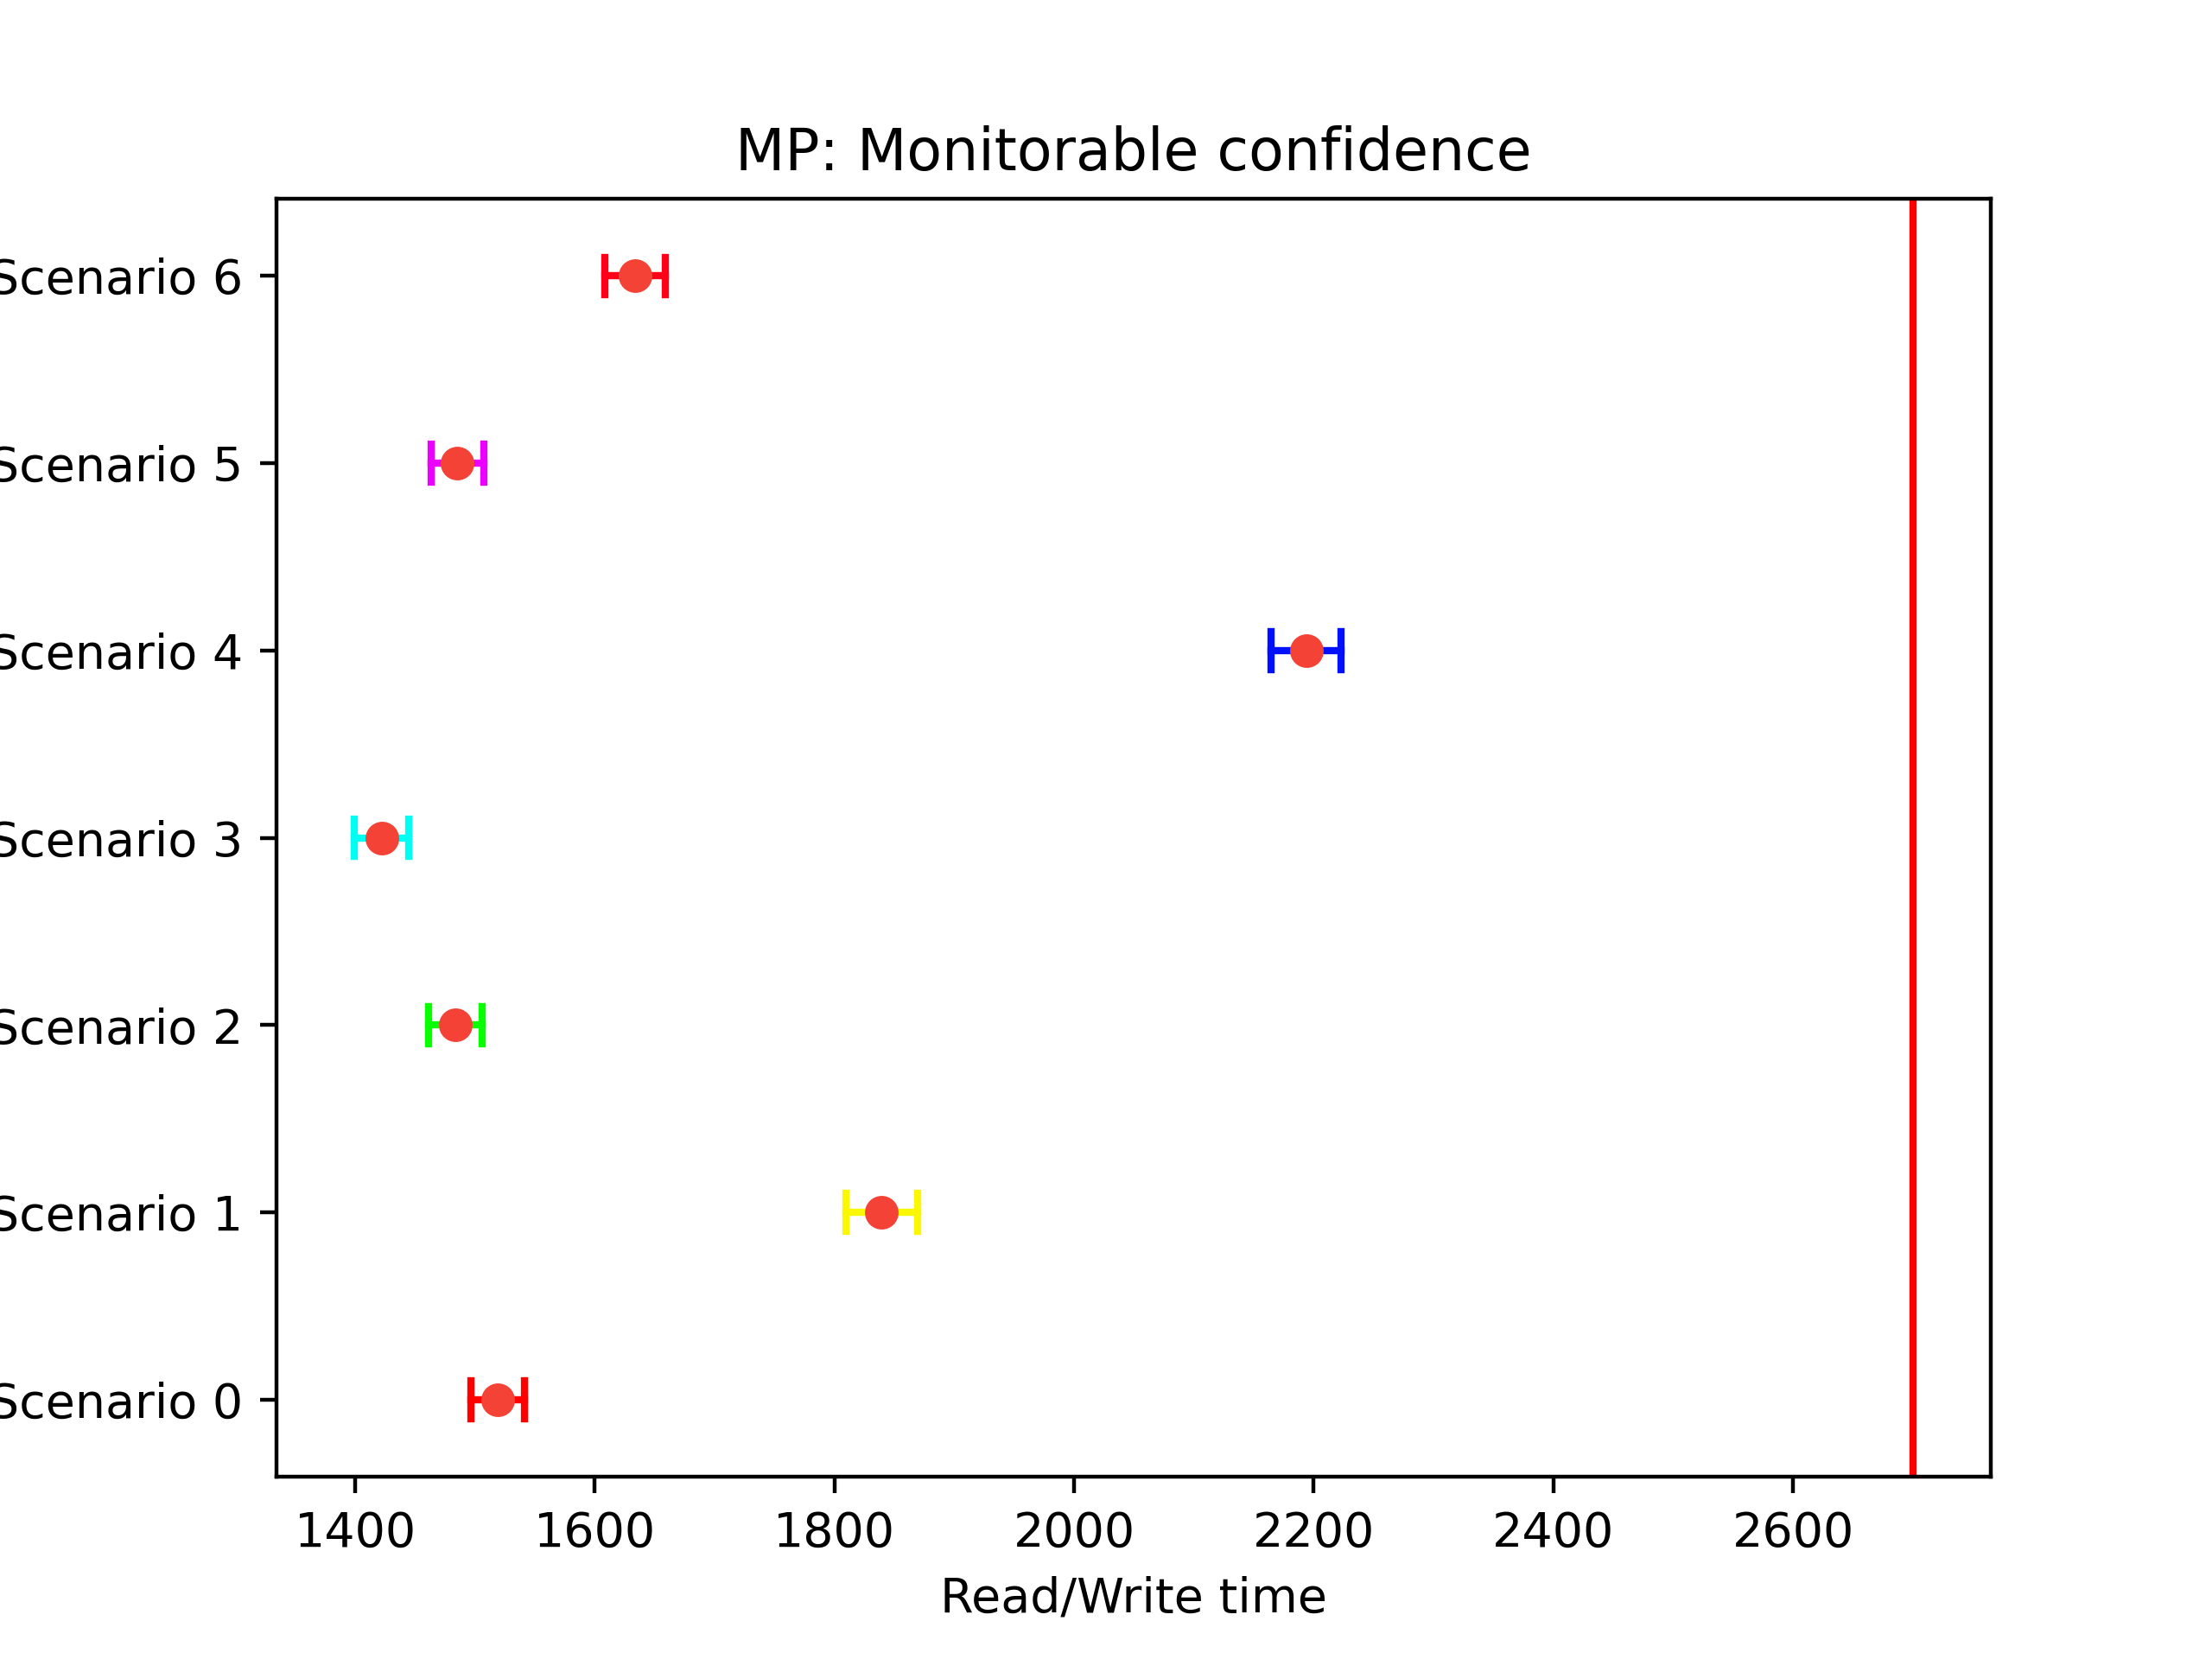 MP: Monitorable confidence
Scenario 6
Scenario 5
Scenario 4
Scenario 3
Scenario 2
Scenario 1
Scenario 0
1400 1600 1800 2000 2200 2400 2600
Read/Write time